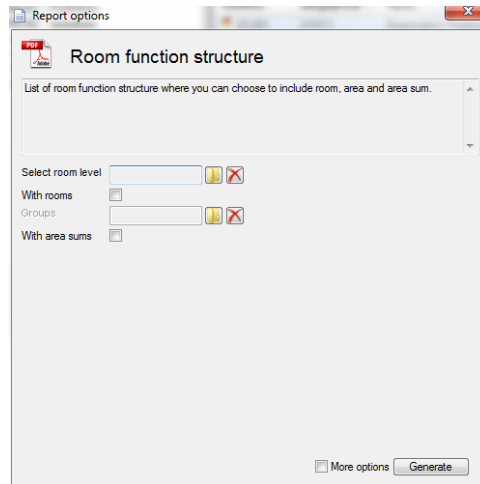 Report options
PDF
Adobe
Room function structure
List of room function structure where you can choose to include room, area and area sum.
Select room level
With rooms
Groups
With area sums
More options
Generate